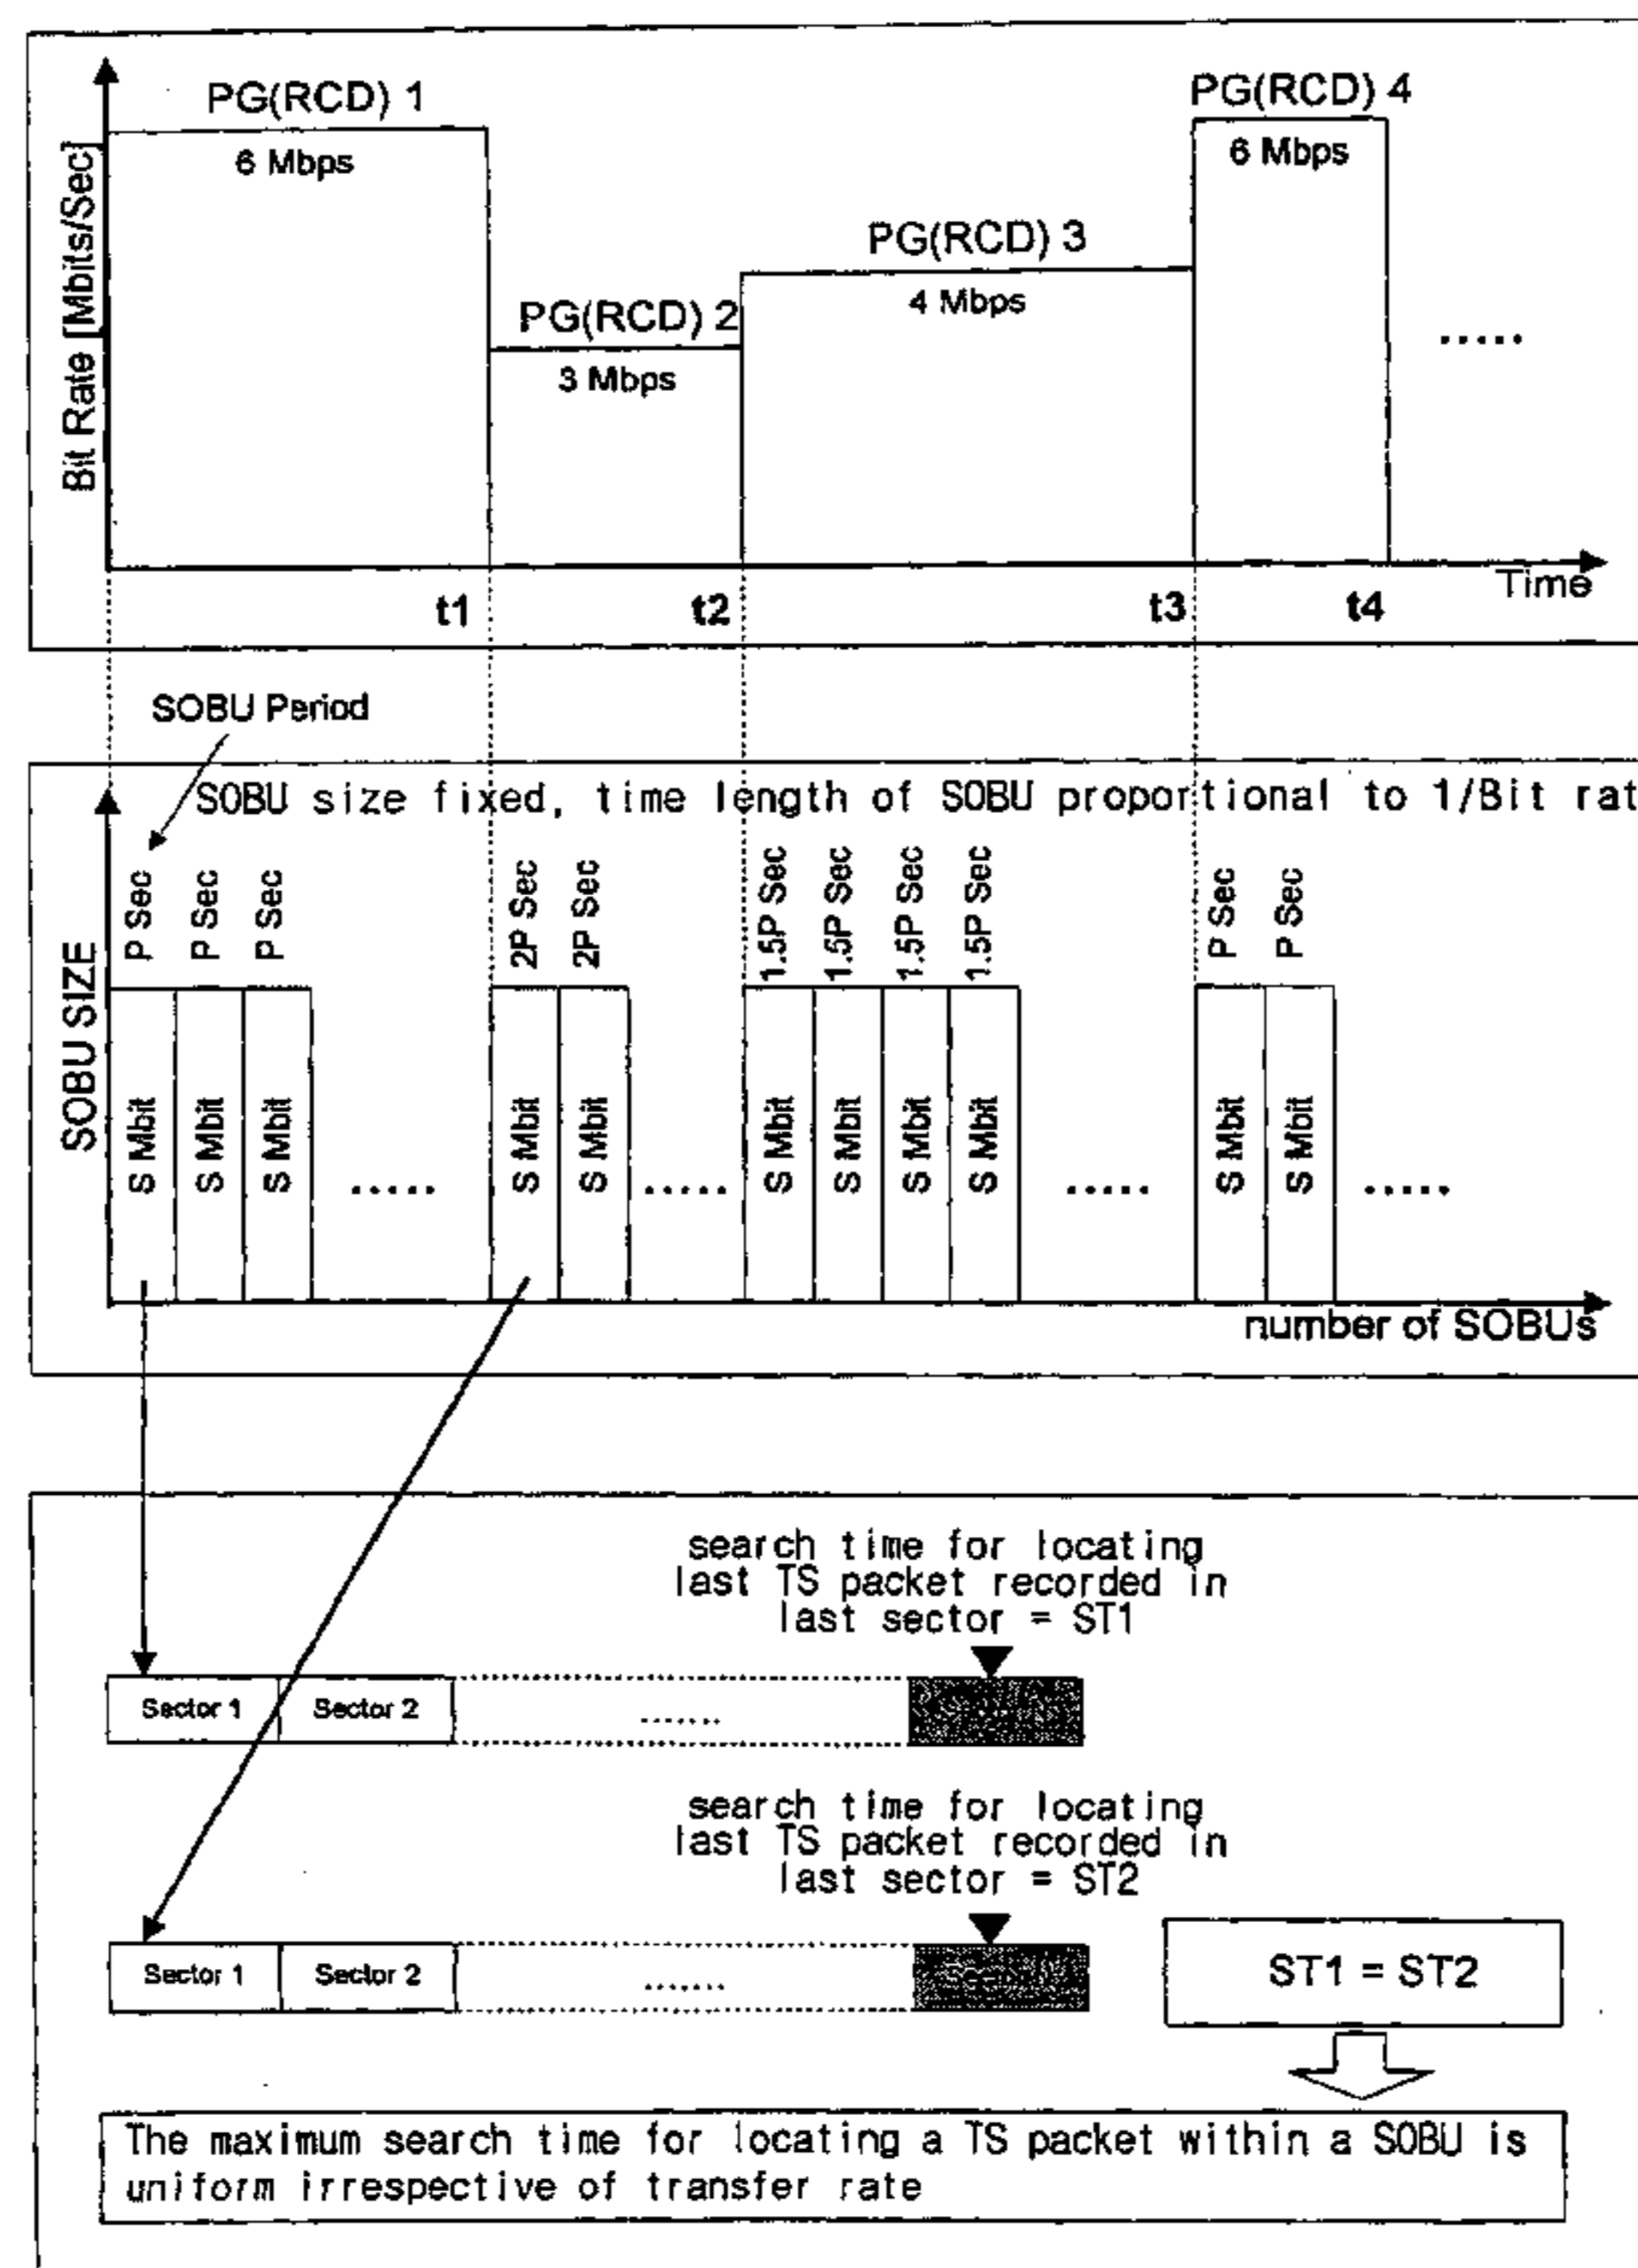 PG(RCD) 1
6 Mbps
PG(RCD) 2
3 Mbps
PG(RCD) 3
4 Mbps
PG(RCD) 4
6 Mbps
.....
Bit Rate [Mbits/Sec]
Time
t1
t2
t3
t4
SOBU Period
SOBU size fixed, time length of SOBU proportional to 1/Bit rat
SOBU SIZE
P Sec
P Sec
P Sec
2P Sec
2P Sec
1.5P Sec
1.5P Sec
1.5P Sec
1.5P Sec
P Sec
P Sec
S Mbit
S Mbit
S Mbit
.....
S Mbit
S Mbit
.....
S Mbit
S Mbit
S Mbit
S Mbit
.....
S Mbit
S Mbit
.....
number of SOBUs
search time for locating
last TS packet recorded in
last sector = ST1
Sector 1
Sector 2
.......
search time for locating
last TS packet recorded in
last sector = ST2
Sector 1
Sector 2
.......
ST1 = ST2
The maximum search time for locating a TS packet within a SOBU is
uniform irrespective of transfer rate